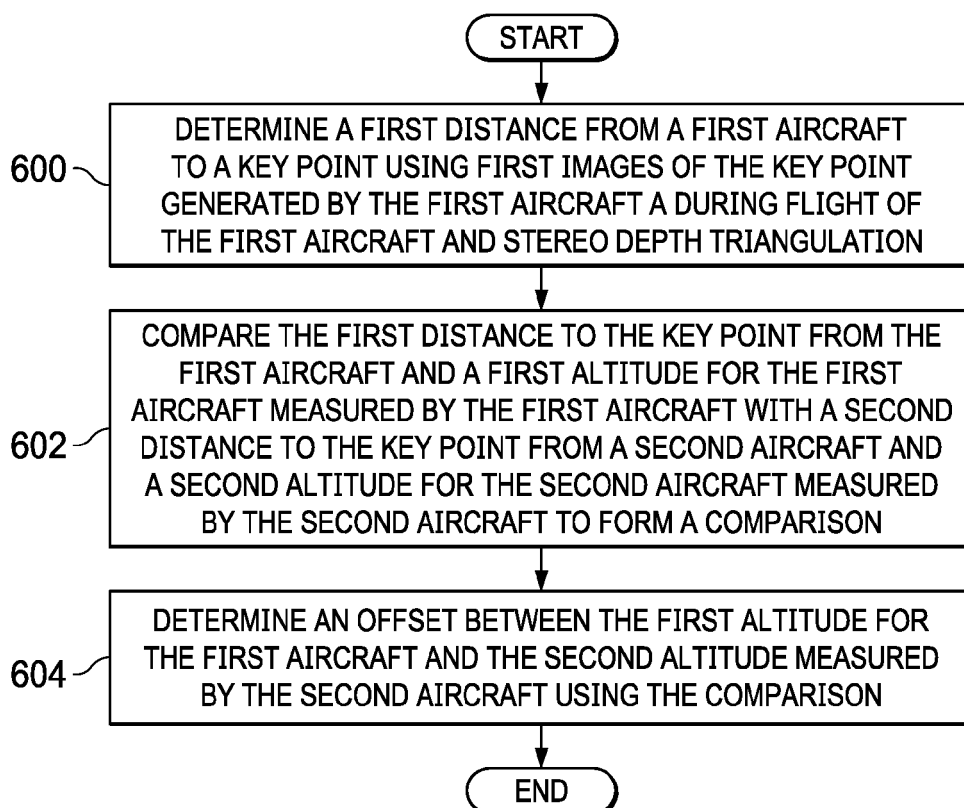 START
600
DETERMINE A FIRST DISTANCE FROM A FIRST AIRCRAFT
TO A KEY POINT USING FIRST IMAGES OF THE KEY POINT
GENERATED BY THE FIRST AIRCRAFT A DURING FLIGHT OF
THE FIRST AIRCRAFT AND STEREO DEPTH TRIANGULATION
602
COMPARE THE FIRST DISTANCE TO THE KEY POINT FROM THE
FIRST AIRCRAFT AND A FIRST ALTITUDE FOR THE FIRST
AIRCRAFT MEASURED BY THE FIRST AIRCRAFT WITH A SECOND
DISTANCE TO THE KEY POINT FROM A SECOND AIRCRAFT AND
A SECOND ALTITUDE FOR THE SECOND AIRCRAFT MEASURED
BY THE SECOND AIRCRAFT TO FORM A COMPARISON
604
DETERMINE AN OFFSET BETWEEN THE FIRST ALTITUDE FOR
THE FIRST AIRCRAFT AND THE SECOND ALTITUDE MEASURED
BY THE SECOND AIRCRAFT USING THE COMPARISON
END